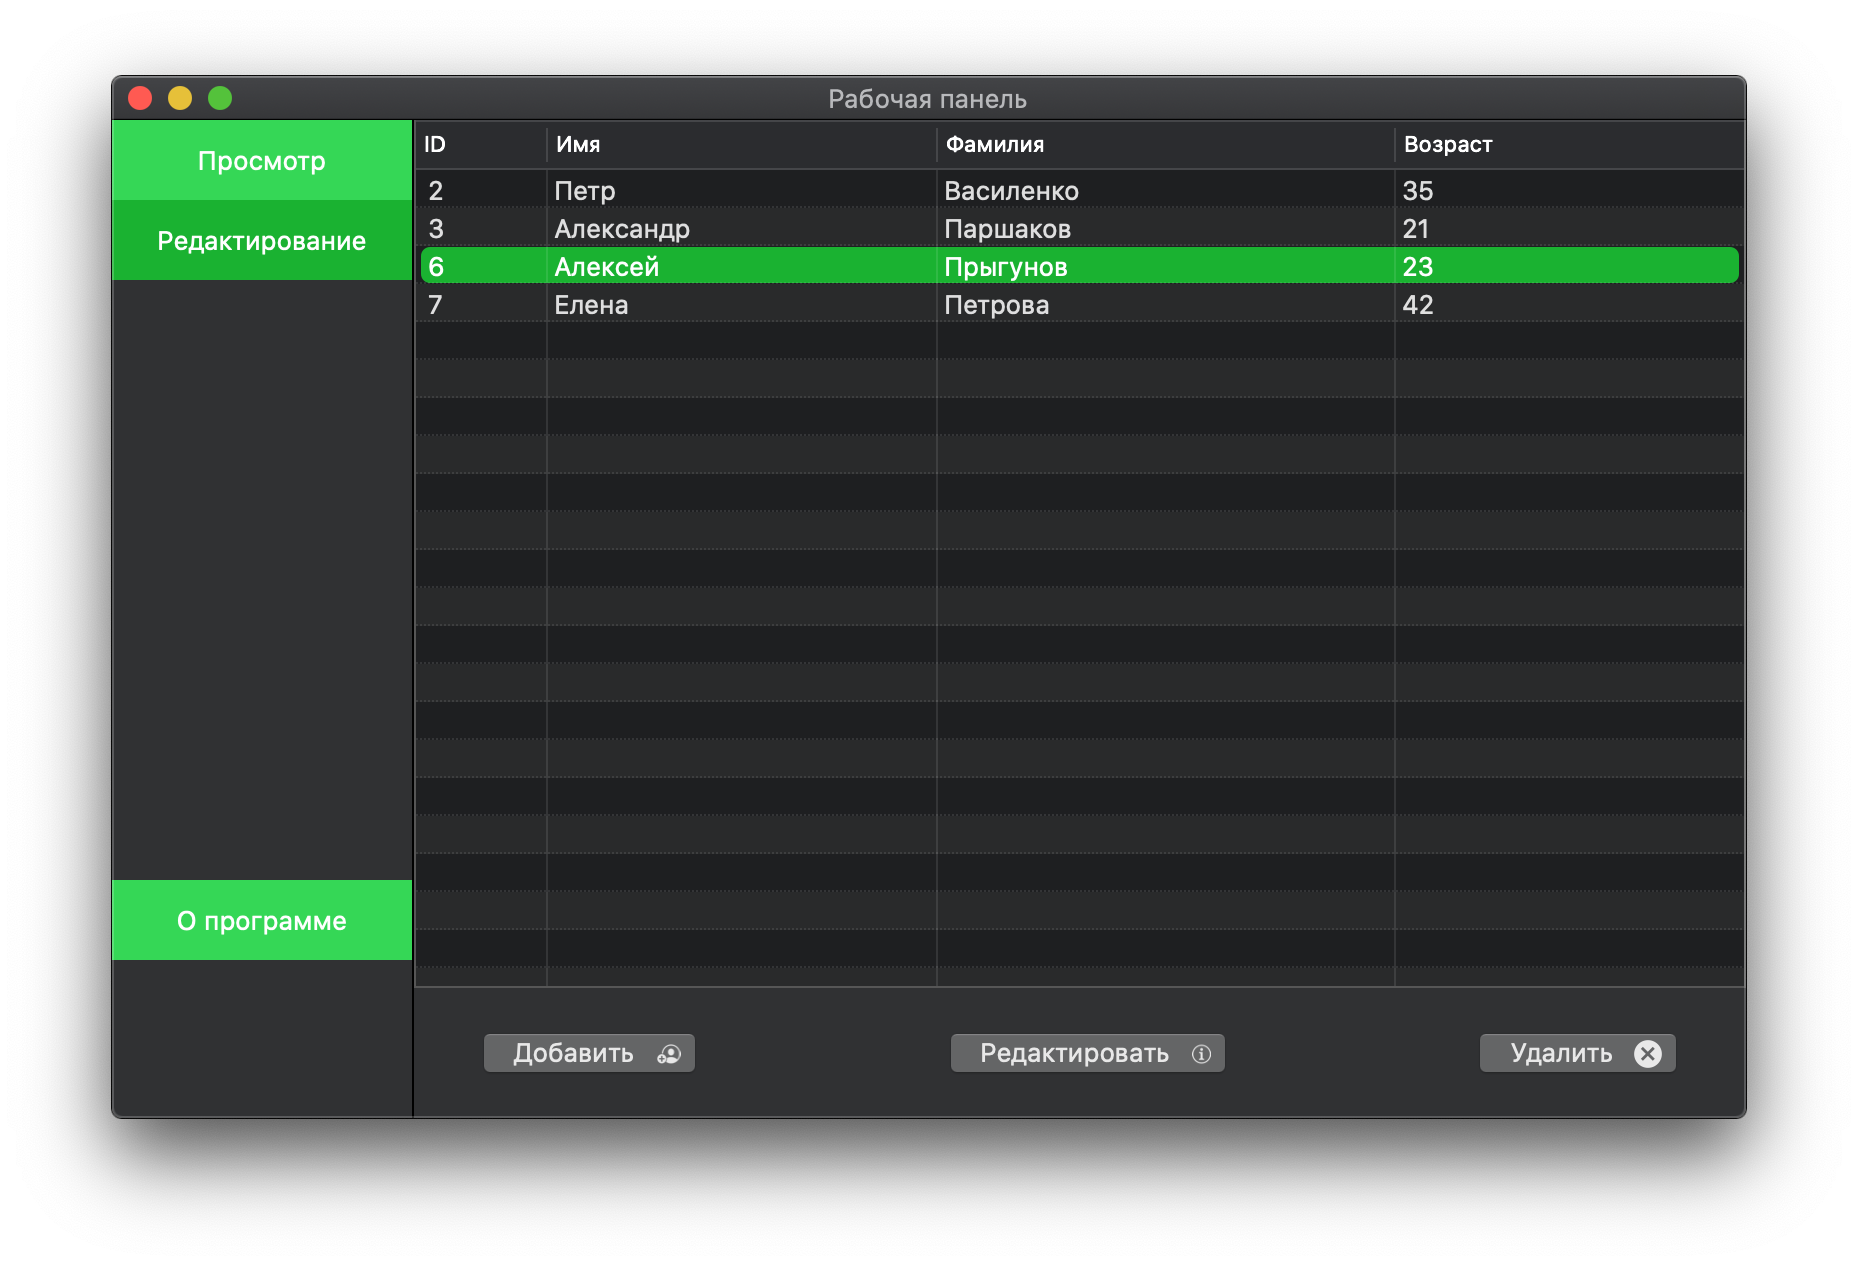 Рабочая панель
Просмотр
Редактирование
О программе
ID Имя Фамилия Возраст
2 Петр Василенко 35
3 Александр Паршаков 21
6 Алексей Прыгунов 23
7 Елена Петрова 42
Добавить Редактировать Удалить